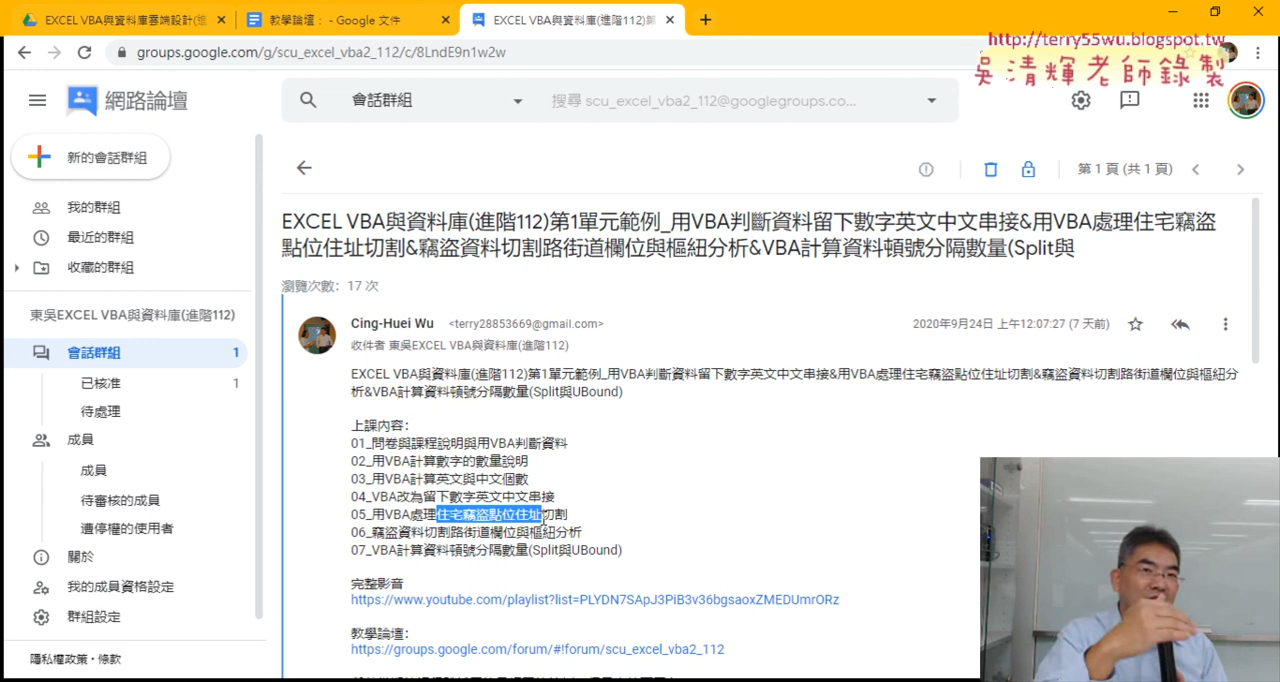 EXCEL VBA與資料庫雲端設計(進
教學論壇： - Google 文件
EXCEL VBA與資料庫(進階112)第
groups.google.com/g/scu_excel_vba2_112/c/8LndE9n1w2w
http://terry55wu.blogspot.tw
吳清輝老師錄製
網路論壇
會話群組
搜尋 scu_excel_vba2_112@googlegroups.co...
新的會話群組
我的群組
最近的群組
收藏的群組
東吳EXCEL VBA與資料庫(進階112)
會話群組 1
已核准 1
待處理
成員
成員
待審核的成員
遭停權的使用者
關於
我的成員資格設定
群組設定
隱私權政策・條款
第 1 頁 (共 1 頁)
EXCEL VBA與資料庫(進階112)第1單元範例_用VBA判斷資料留下數字英文中文串接&用VBA處理住宅竊盜
點位住址切割&竊盜資料切割路街道欄位與樞紐分析&VBA計算資料頓號分隔數量(Split與
瀏覽次數： 17 次
Cing-Huei Wu <terry28853669@gmail.com>
2020年9月24日 上午12:07:27 (7 天前)
收件者 東吳EXCEL VBA與資料庫(進階112)
EXCEL VBA與資料庫(進階112)第1單元範例_用VBA判斷資料留下數字英文中文串接&用VBA處理住宅竊盜點位住址切割&竊盜資料切割路街道欄位與樞紐分
析&VBA計算資料頓號分隔數量(Split與UBound)
上課內容：
01_問卷與課程說明與用VBA判斷資料
02_用VBA計算數字的數量說明
03_用VBA計算英文與中文個數
04_VBA改為留下數字英文中文串接
05_用VBA處理住宅竊盜點位住址切割
06_竊盜資料切割路街道欄位與樞紐分析
07_VBA計算資料頓號分隔數量(Split與UBound)
完整影音
https://www.youtube.com/playlist?list=PLYDN7SApJ3PiB3v36bgsaoxZMEDUmrORz
教學論壇：
https://groups.google.com/forum/#!forum/scu_excel_vba2_112